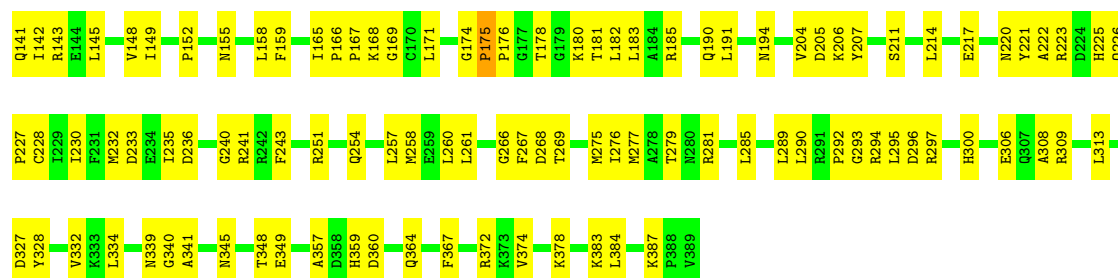 Q141 I142 R143 E144 L145 V148 I149 P152 N155 L158 F159 I165 P166 P167 K168 G169 C170 L171 G174 P175 P176 G177 T178 G179 K180 T181 L182 L183 A184 R185 Q190 L191 N194 V204 D205 K206 Y207 S211 L214 E217 N220 Y221 A222 R223 D224 H225 Q226
P227 C228 I229 I230 F231 M232 D233 E234 I235 D236 G240 R241 R242 F243 R251 Q254 L257 M258 E259 L260 L261 G266 F267 D268 T269 M275 I276 M277 A278 T279 N280 R281 L285 L289 L290 R291 P292 G293 R294 L295 D296 R297 H300 E306 Q307 A308 R309 L313
D327 Y328 V332 K333 L334 N339 G340 A341 N345 T348 E349 A357 D358 H359 D360 Q364 F367 R372 K373 V374 K378 K383 L384 K387 P388 V389